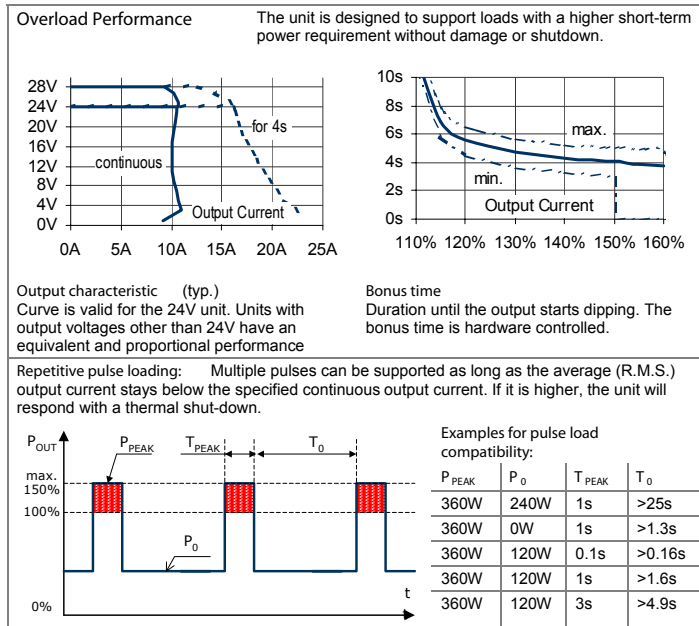 Overload Performance
The unit is designed to support loads with a higher short-term
power requirement without damage or shutdown.
28V
24V
20V
16V
12V
8V
4V
0V
for 4s
continuous
Output Current
0A 5A 10A 15A 20A 25A
10s
8s
6s
4s
2s
0s
max.
min.
Output Current
110% 120% 130% 140% 150% 160%
Output characteristic (typ.)
Curve is valid for the 24V unit. Units with
output voltages other than 24V have an
equivalent and proportional performance
Bonus time
Duration until the output starts dipping. The
bonus time is hardware controlled.
Repetitive pulse loading: Multiple pulses can be supported as long as the average (R.M.S.)
output current stays below the specified continuous output current. If it is higher, the unit will
respond with a thermal shut-down.
POUT
PPEAK
TPEAK
T0
max.
150%
100%
P0
t
0%
Examples for pulse load
compatibility:
PPEAK P0 TPEAK T0
360W 240W 1s >25s
360W 0W 1s >1.3s
360W 120W 0.1s >0.16s
360W 120W 1s >1.6s
360W 120W 3s >4.9s